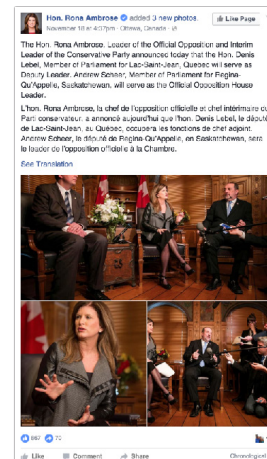 Hon. Rona Ambrose added 3 new photos.
Like Page
November 18 at 4:37pm · Ottawa, Canada ·
The Hon. Rona Ambrose, Leader of the Official Opposition and Interim
Leader of the Conservative Party announced today that the Hon. Denis
Lebel, Member of Parliament for Lac-Saint-Jean, Quebec will serve as
Deputy Leader. Andrew Scheer, Member of Parliament for Regina-
Qu'Appelle, Saskatchewan, will serve as the Official Opposition House
Leader.
L'hon. Rona Ambrose, la chef de l'opposition officielle et chef intérimaire du
Parti conservateur, a annoncé aujourd'hui que l'hon. Denis Lebel, le député
de Lac-Saint-Jean, au Québec, occupera les fonctions de chef adjoint.
Andrew Scheer, le député de Regina-Qu'Appelle, en Saskatchewan, sera
le leader de l'opposition officielle à la Chambre.
See Translation
Like Comment Share
Chronological